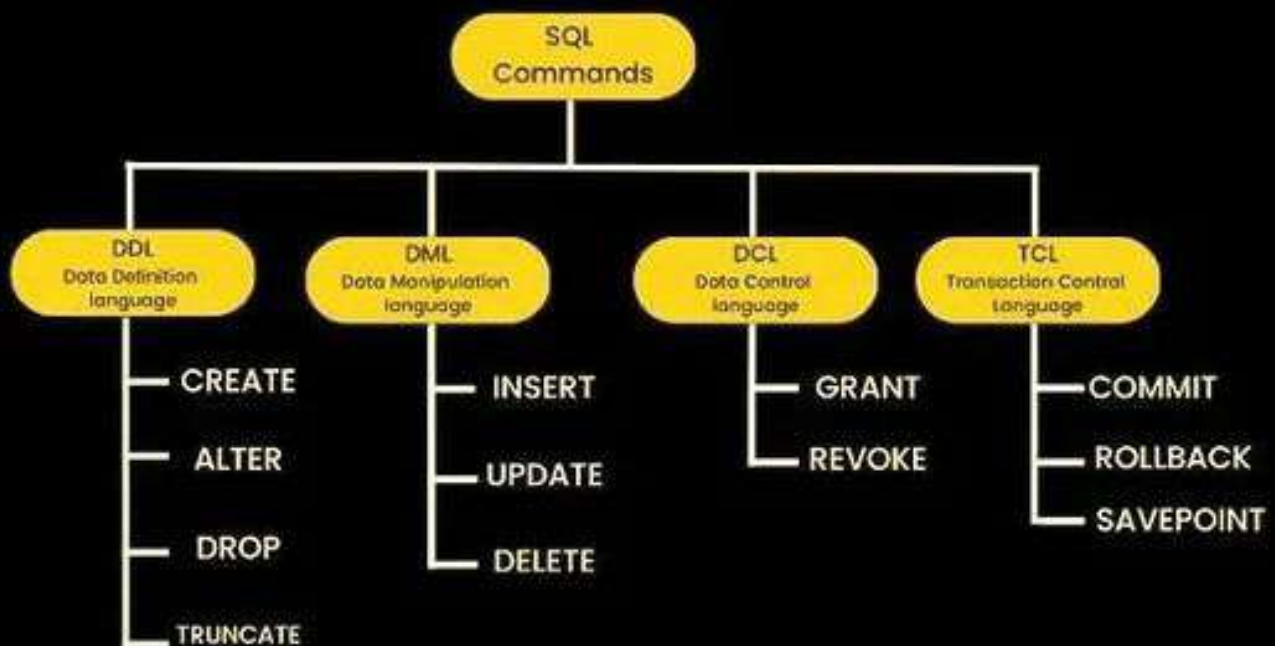 SQL
Commands
DDL
Data Definition
language
DML
Data Manipulation
language
DCL
Data Control
language
TCL
Transaction Control
Language
CREATE
ALTER
DROP
TRUNCATE
INSERT
UPDATE
DELETE
GRANT
REVOKE
COMMIT
ROLLBACK
SAVEPOINT